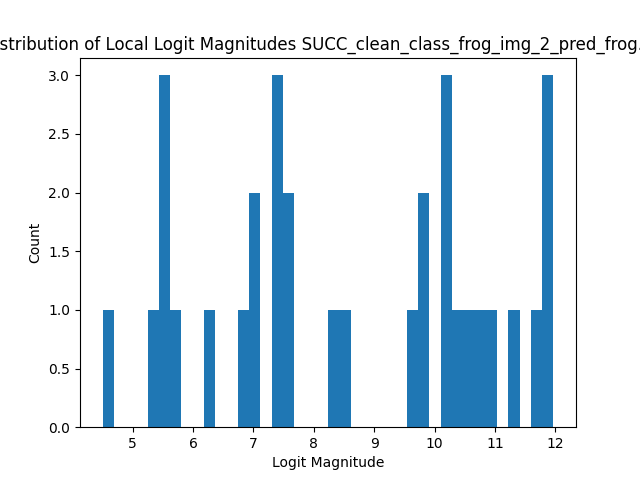 stribution of Local Logit Magnitudes SUCC_clean_class_frog_img_2_pred_frog.
3.0
2.5
2.0
1.5
1.0
0.5
0.0
Count
5 6 7 8 9 10 11 12
Logit Magnitude